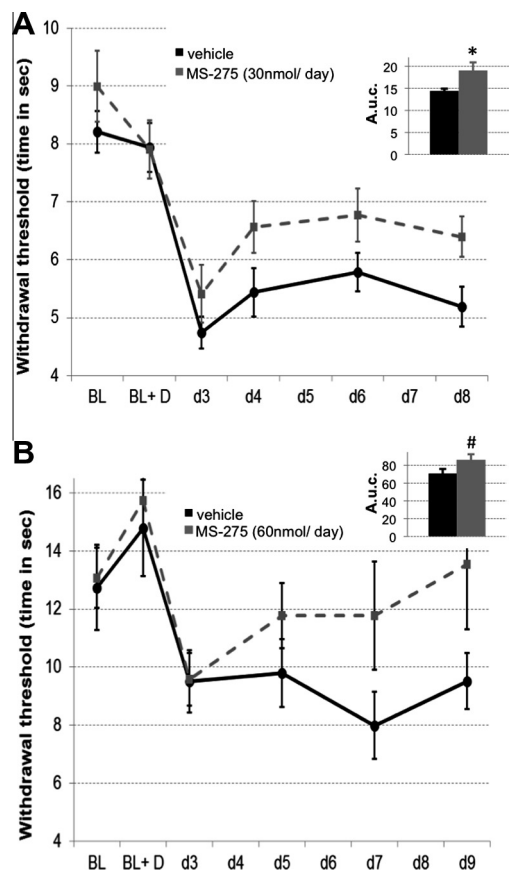 A
10
9
8
7
6
5
4
Withdrawal threshold (time in sec)
vehicle
MS-275 (30nmol/ day)
A.u.c.
20
15
10
5
0
*
BL BL+ D d3 d4 d5 d6 d7 d8
B
16
14
12
10
8
6
4
Withdrawal threshold (time in sec)
vehicle
MS-275 (60nmol/ day)
A.u.c.
80
60
40
20
0
#
BL BL+ D d3 d4 d5 d6 d7 d8 d9